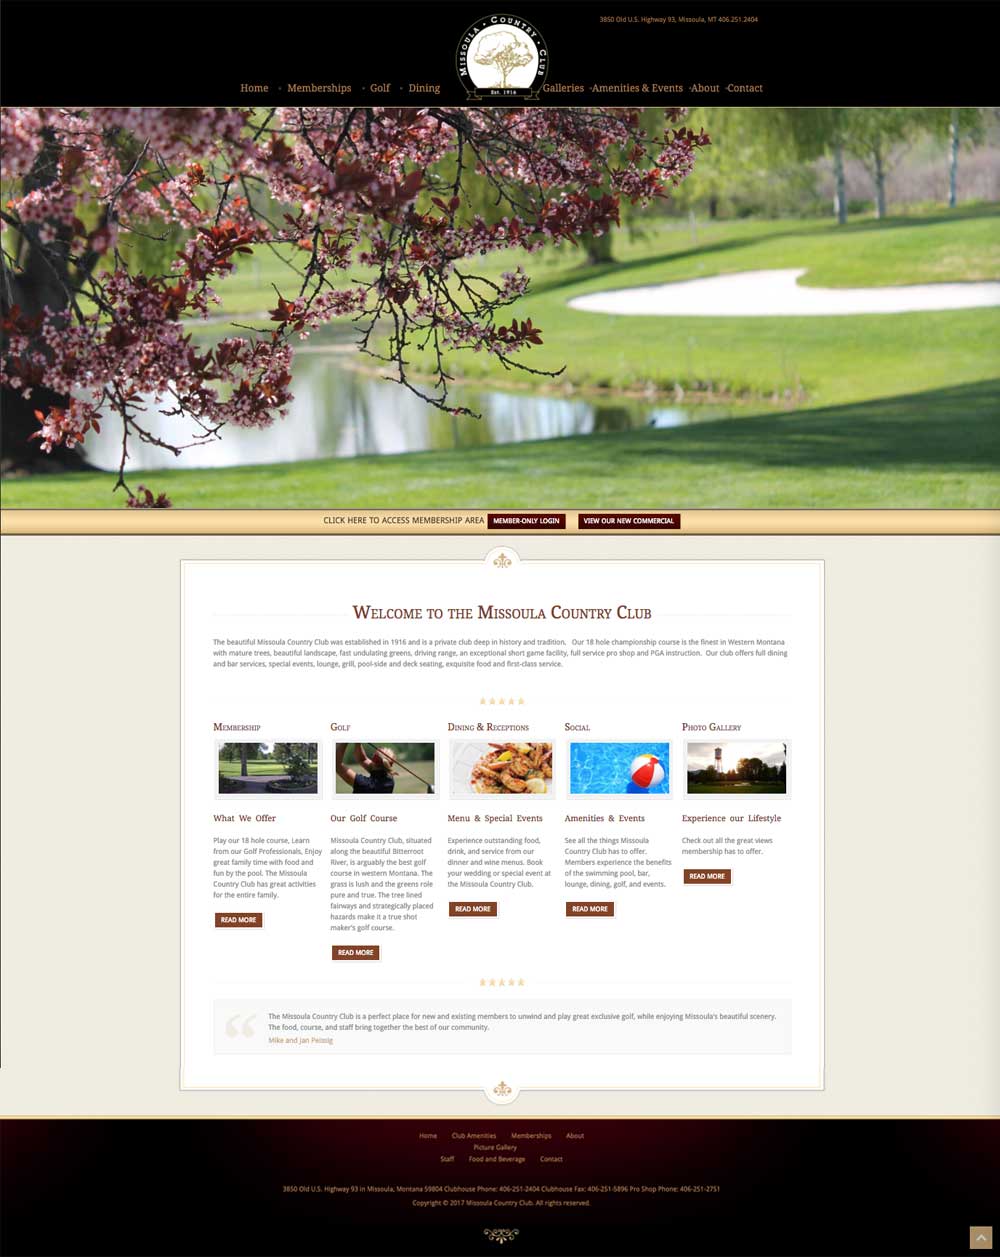 3850 Old U.S. Highway 93, Missoula, MT 406.251.2404
MISSOULA • COUNTRY • CLUB
Est. 1916
Home • Memberships • Golf • Dining
Galleries • Amenities & Events • About • Contact
CLICK HERE TO ACCESS MEMBERSHIP AREA MEMBER-ONLY LOGIN VIEW OUR NEW COMMERCIAL
Welcome to the Missoula Country Club
The beautiful Missoula Country Club was established in 1916 and is a private club deep in history and tradition. Our 18 hole championship course is the finest in Western Montana
with mature trees, beautiful landscape, fast undulating greens, driving range, an exceptional short game facility, full service pro shop and PGA instruction. Our club offers full dining
and bar services, special events, lounge, grill, pool-side and deck seating, exquisite food and first-class service.
Membership
What We Offer
Play our 18 hole course, Learn
from our Golf Professionals, Enjoy
great family time with food and
fun by the pool. The Missoula
Country Club has great activities
for the entire family.
READ MORE
Golf
Our Golf Course
Missoula Country Club, situated
along the beautiful Bitterroot
River, is arguably the best golf
course in western Montana. The
grass is lush and the greens role
pure and true. The tree lined
fairways and strategically placed
hazards make it a true shot
maker's golf course.
READ MORE
Dining & Receptions
Menu & Special Events
Experience outstanding food,
drink, and service from our
dinner and wine menus. Book
your wedding or special event at
the Missoula Country Club.
READ MORE
Social
Amenities & Events
See all the things Missoula
Country Club has to offer.
Members experience the benefits
of the swimming pool, bar,
lounge, dining, golf, and events.
READ MORE
Photo Gallery
Experience our Lifestyle
Check out all the great views
membership has to offer.
READ MORE
The Missoula Country Club is a perfect place for new and existing members to unwind and play great exclusive golf, while enjoying Missoula's beautiful scenery.
The food, course, and staff bring together the best of our community.
Mike and Jan Peissig
Home Club Amenities Memberships About
Picture Gallery
Staff Food and Beverage Contact
3850 Old U.S. Highway 93 in Missoula, Montana 59804 Clubhouse Phone: 406-251-2404 Clubhouse Fax: 406-251-5896 Pro Shop Phone: 406-251-2751
Copyright © 2017 Missoula Country Club. All rights reserved.